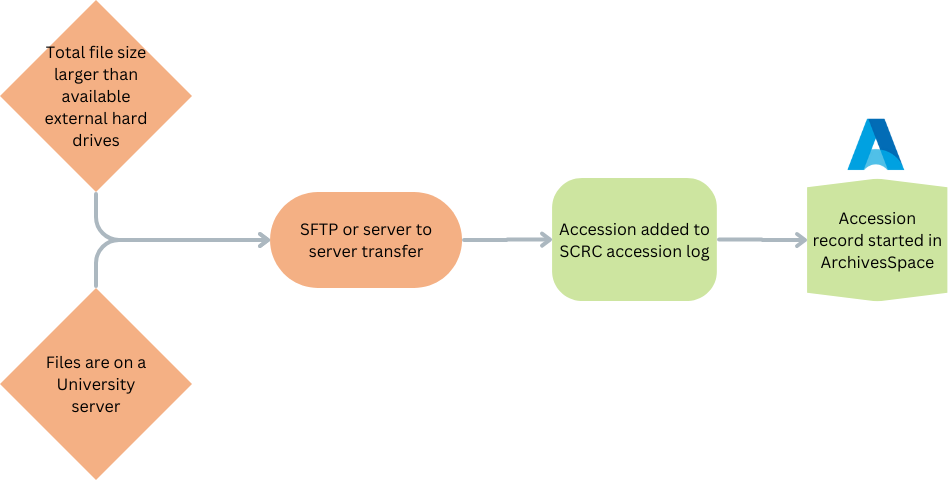 Total file size
larger than
available
external hard
drives
Files are on a
University
server
SFTP or server to
server transfer
Accession added to
SCRC accession log
Accession
record started in
ArchivesSpace